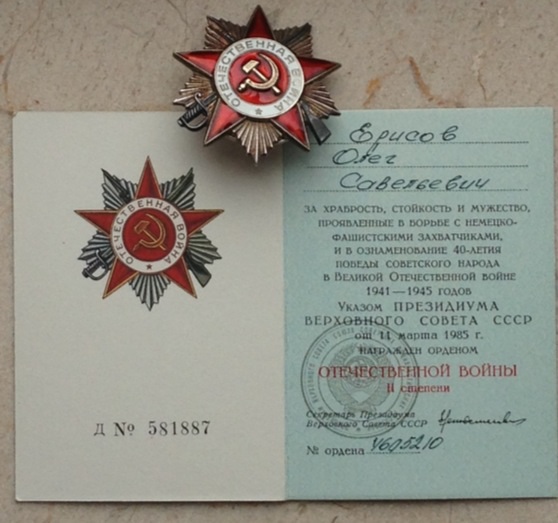 ОТЕЧЕСТВЕННАЯ ВОЙНА
ОТЕЧЕСТВЕННАЯ ВОЙНА
Д № 581887
Борисов
Олег
Савельевич
ЗА ХРАБРОСТЬ, СТОЙКОСТЬ И МУЖЕСТВО,
ПРОЯВЛЕННЫЕ В БОРЬБЕ С НЕМЕЦКО-
ФАШИСТСКИМИ ЗАХВАТЧИКАМИ,
И В ОЗНАМЕНОВАНИЕ 40-ЛЕТИЯ
ПОБЕДЫ СОВЕТСКОГО НАРОДА
В ВЕЛИКОЙ ОТЕЧЕСТВЕННОЙ ВОЙНЕ
1941—1945 ГОДОВ
УКАЗОМ ПРЕЗИДИУМА
ВЕРХОВНОГО СОВЕТА СССР
от 11 марта 1985 г.
НАГРАЖДЕН ОРДЕНОМ
ОТЕЧЕСТВЕННОЙ ВОЙНЫ
II степени
Секретарь Президиума
Верховного Совета СССР
№ ордена 4605210